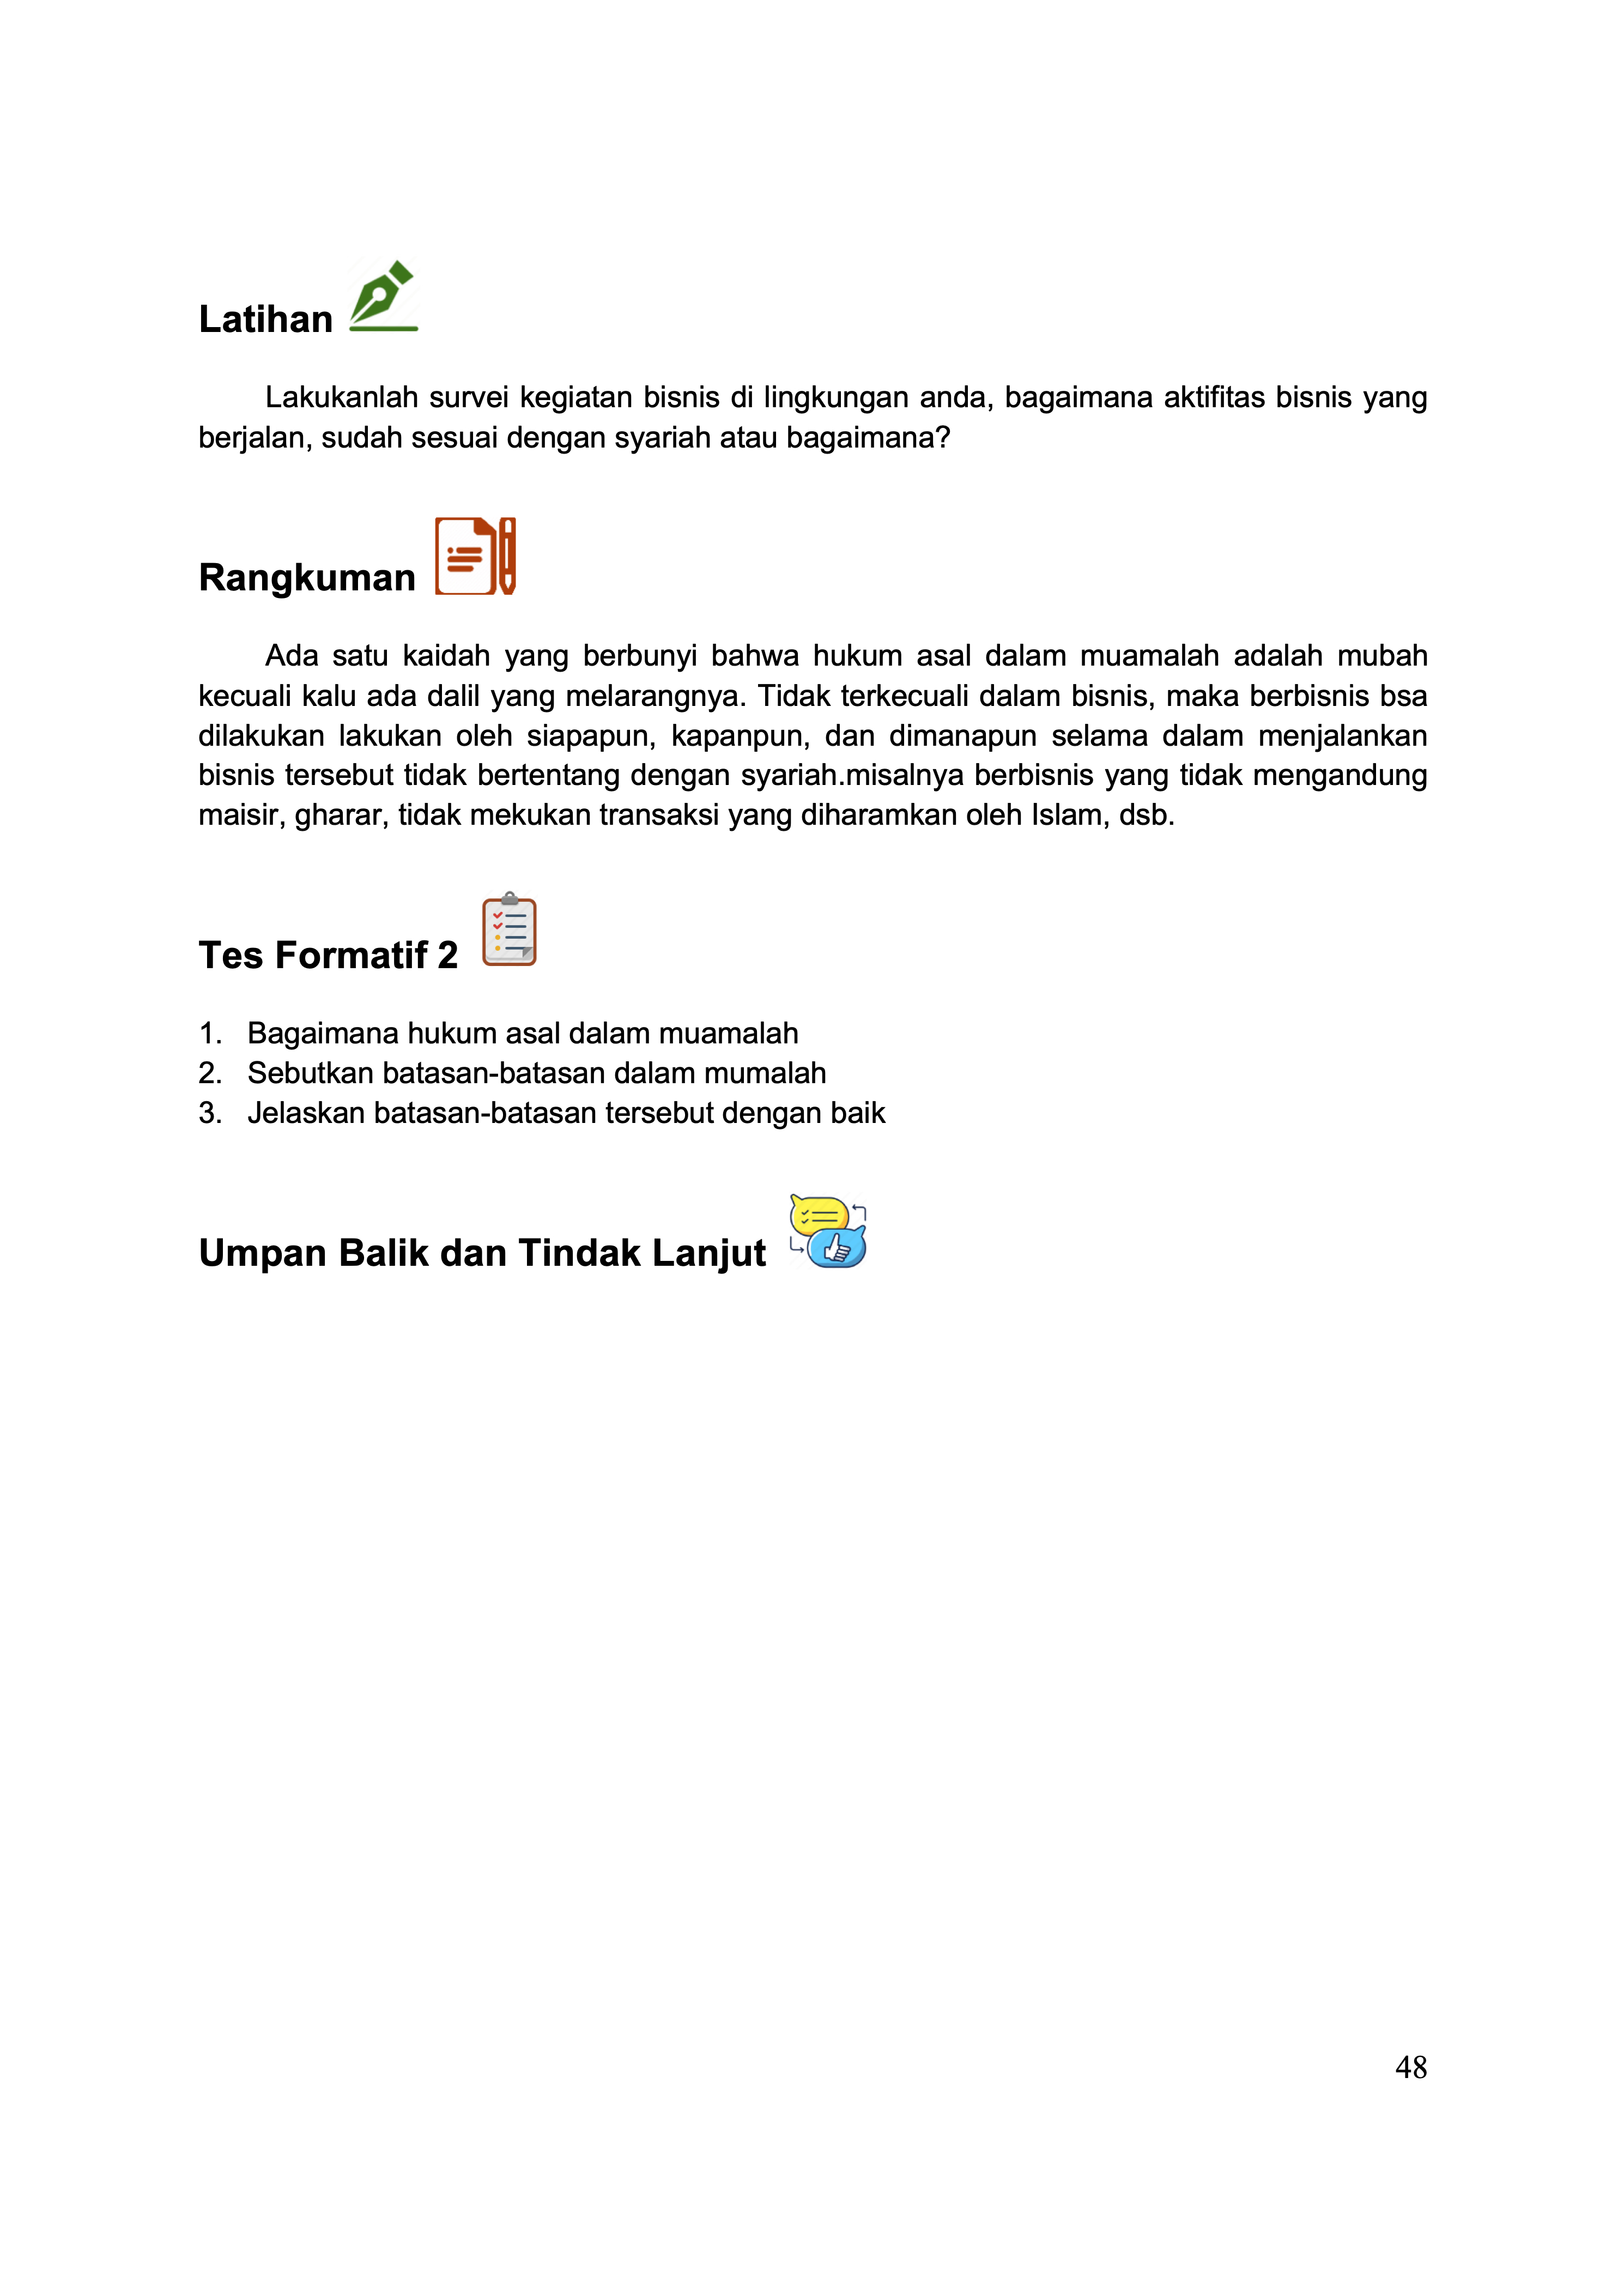 Latihan
Lakukanlah survei kegiatan bisnis di lingkungan anda, bagaimana aktifitas bisnis yang
berjalan, sudah sesuai dengan syariah atau bagaimana?
Rangkuman
Ada satu kaidah yang berbunyi bahwa hukum asal dalam muamalah adalah mubah
kecuali kalu ada dalil yang melarangnya. Tidak terkecuali dalam bisnis, maka berbisnis bsa
dilakukan lakukan oleh siapapun, kapanpun, dan dimanapun selama dalam menjalankan
bisnis tersebut tidak bertentang dengan syariah.misalnya berbisnis yang tidak mengandung
maisir, gharar, tidak mekukan transaksi yang diharamkan oleh Islam, dsb.
Tes Formatif 2
1. Bagaimana hukum asal dalam muamalah
2. Sebutkan batasan-batasan dalam mumalah
3. Jelaskan batasan-batasan tersebut dengan baik
Umpan Balik dan Tindak Lanjut
48